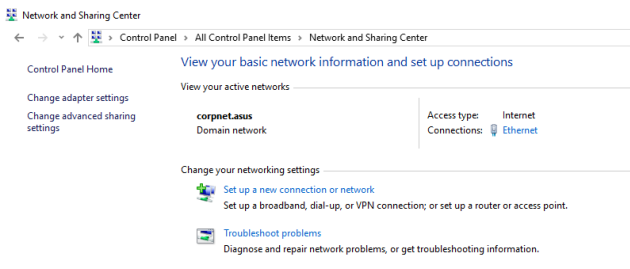 Network and Sharing Center
Control Panel > All Control Panel Items > Network and Sharing Center
Control Panel Home
Change adapter settings
Change advanced sharing
settings
View your basic network information and set up connections
View your active networks
corpnet.asus
Domain network
Access type: Internet
Connections: Ethernet
Change your networking settings
Set up a new connection or network
Set up a broadband, dial-up, or VPN connection; or set up a router or access point.
Troubleshoot problems
Diagnose and repair network problems, or get troubleshooting information.